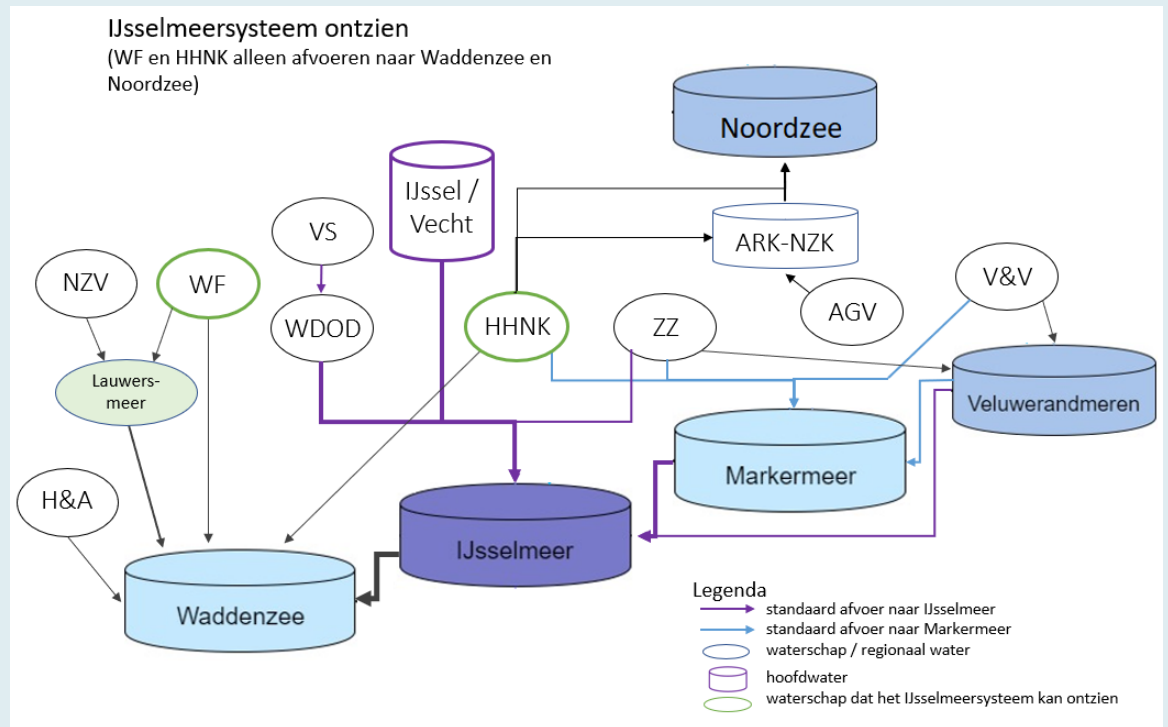 IJsselmeersysteem ontzien
(WF en HHNK alleen afvoeren naar Waddenzee en
Noordzee)
Noordzee
IJssel /
Vecht
VS
ARK-NZK
NZV
WF
V&V
WDOD
HHNK
ZZ
AGV
Lauwers-
meer
Veluwerandmeren
Markermeer
H&A
IJsselmeer
Waddenzee
Legenda
standaard afvoer naar IJsselmeer
standaard afvoer naar Markermeer
waterschap / regionaal water
hoofdwater
waterschap dat het IJsselmeersysteem kan ontzien